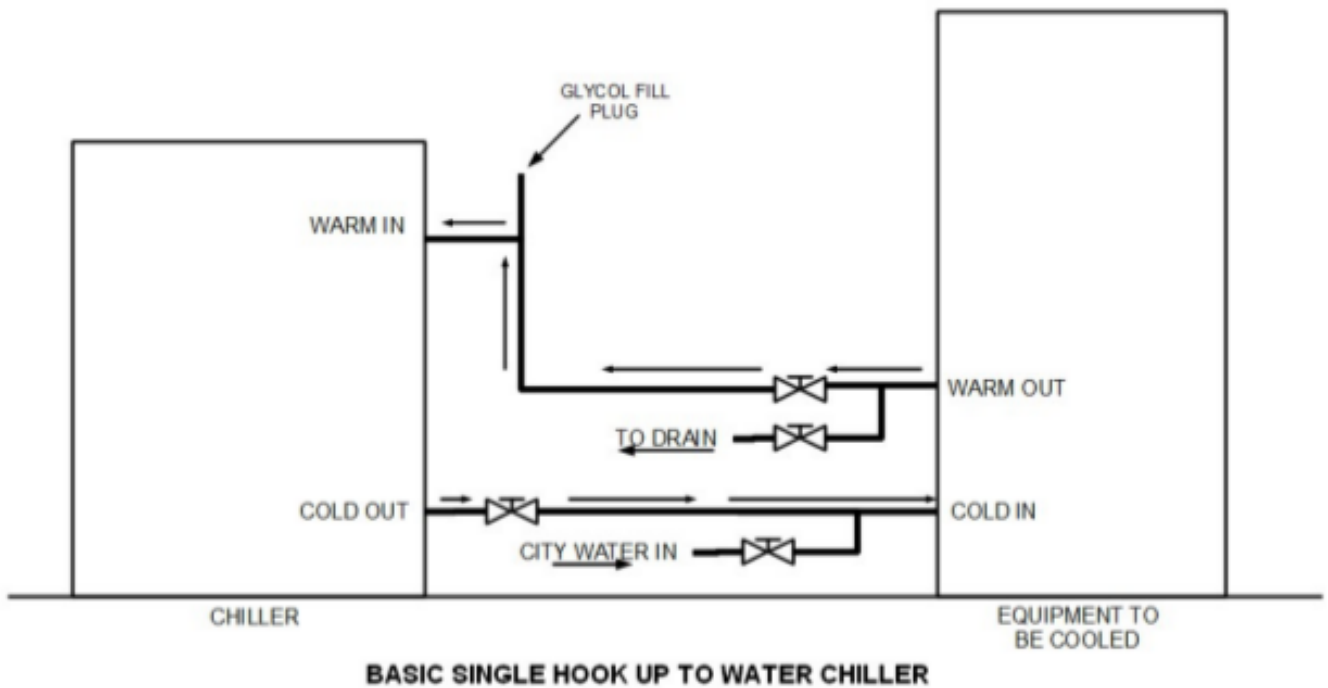 GLYCOL FILL
PLUG
WARM IN
WARM OUT
TO DRAIN
COLD OUT
COLD IN
CITY WATER IN
CHILLER
EQUIPMENT TO
BE COOLED
BASIC SINGLE HOOK UP TO WATER CHILLER